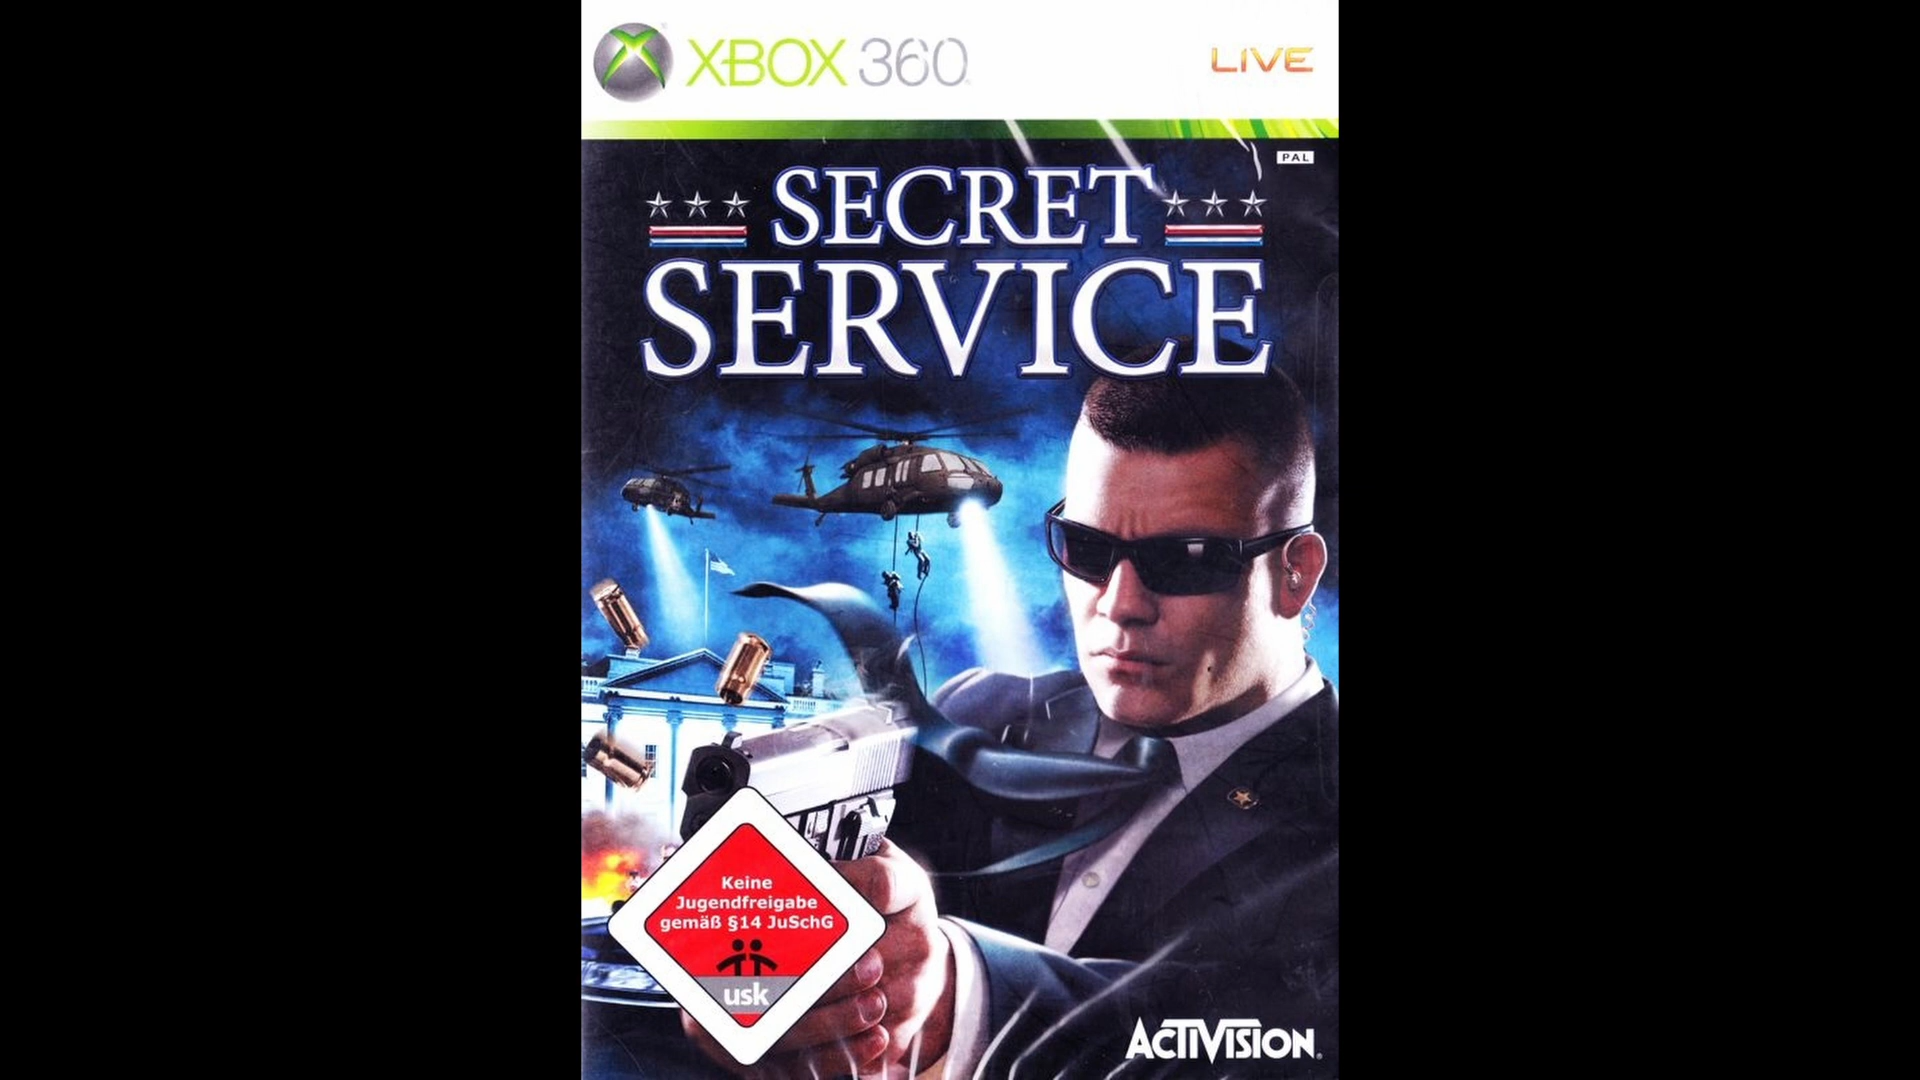 XBOX 360
LIVE
PAL
SECRET
SERVICE
Keine
Jugendfreigabe
gemäß §14 JuSchG
usk
ACTIVISION